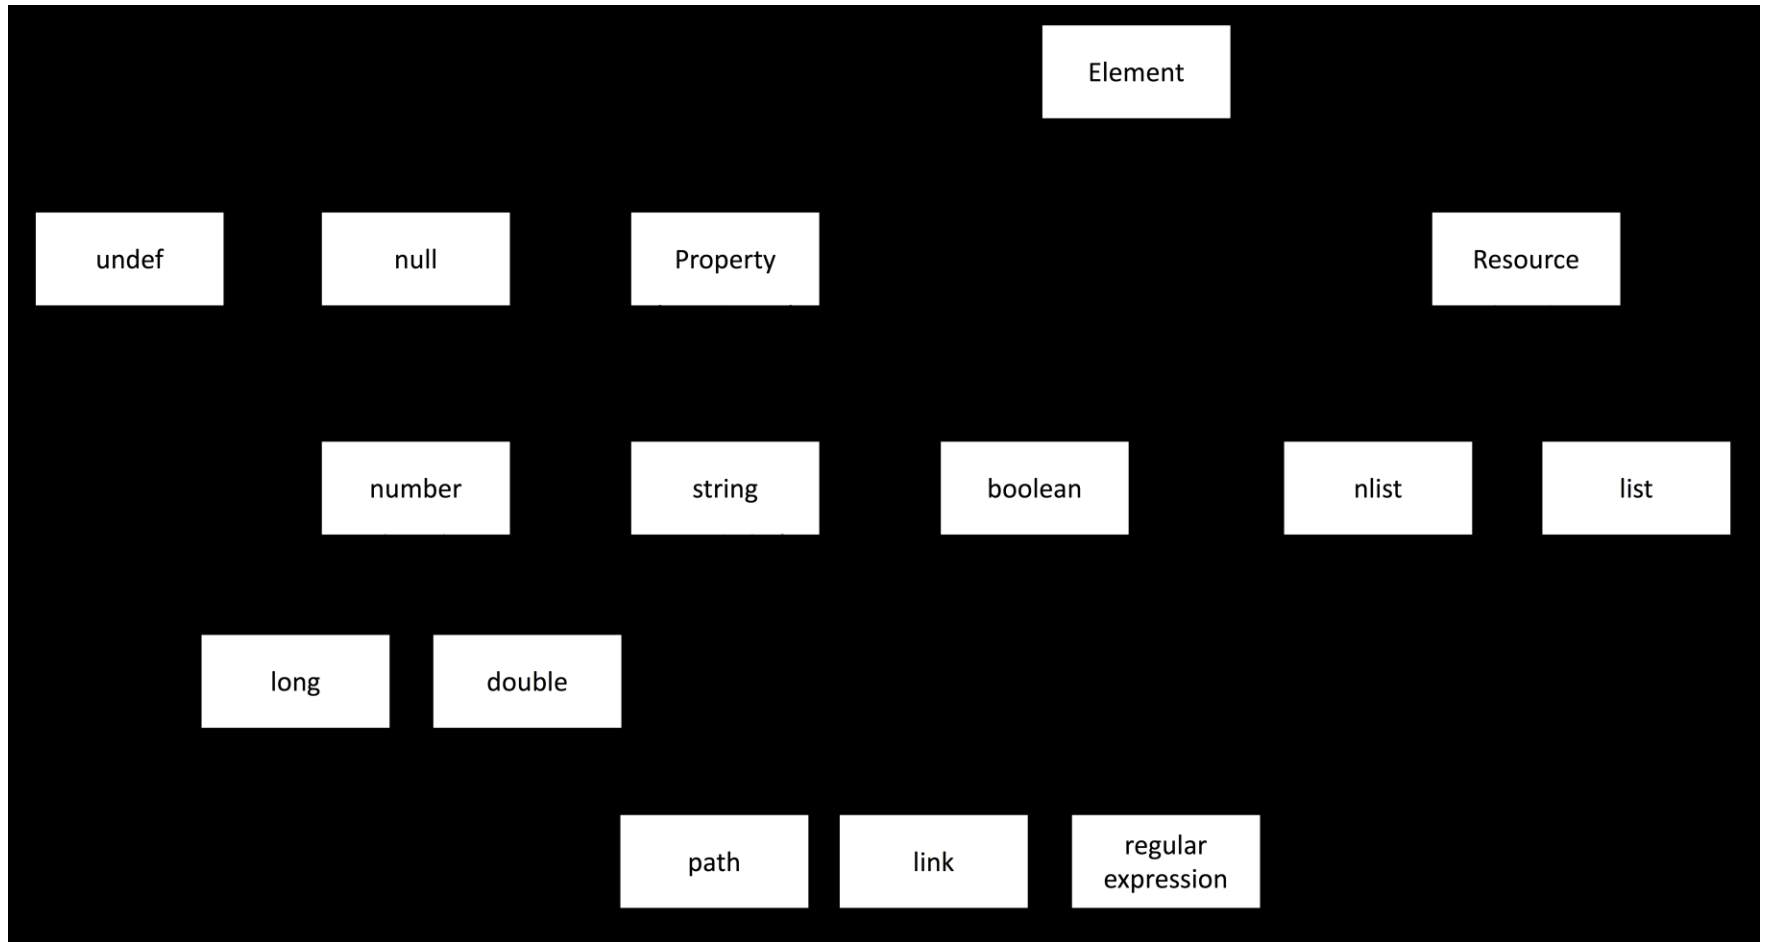 Element
undef
null
Property
Resource
number
string
boolean
nlist
list
long
double
path
link
regular
expression